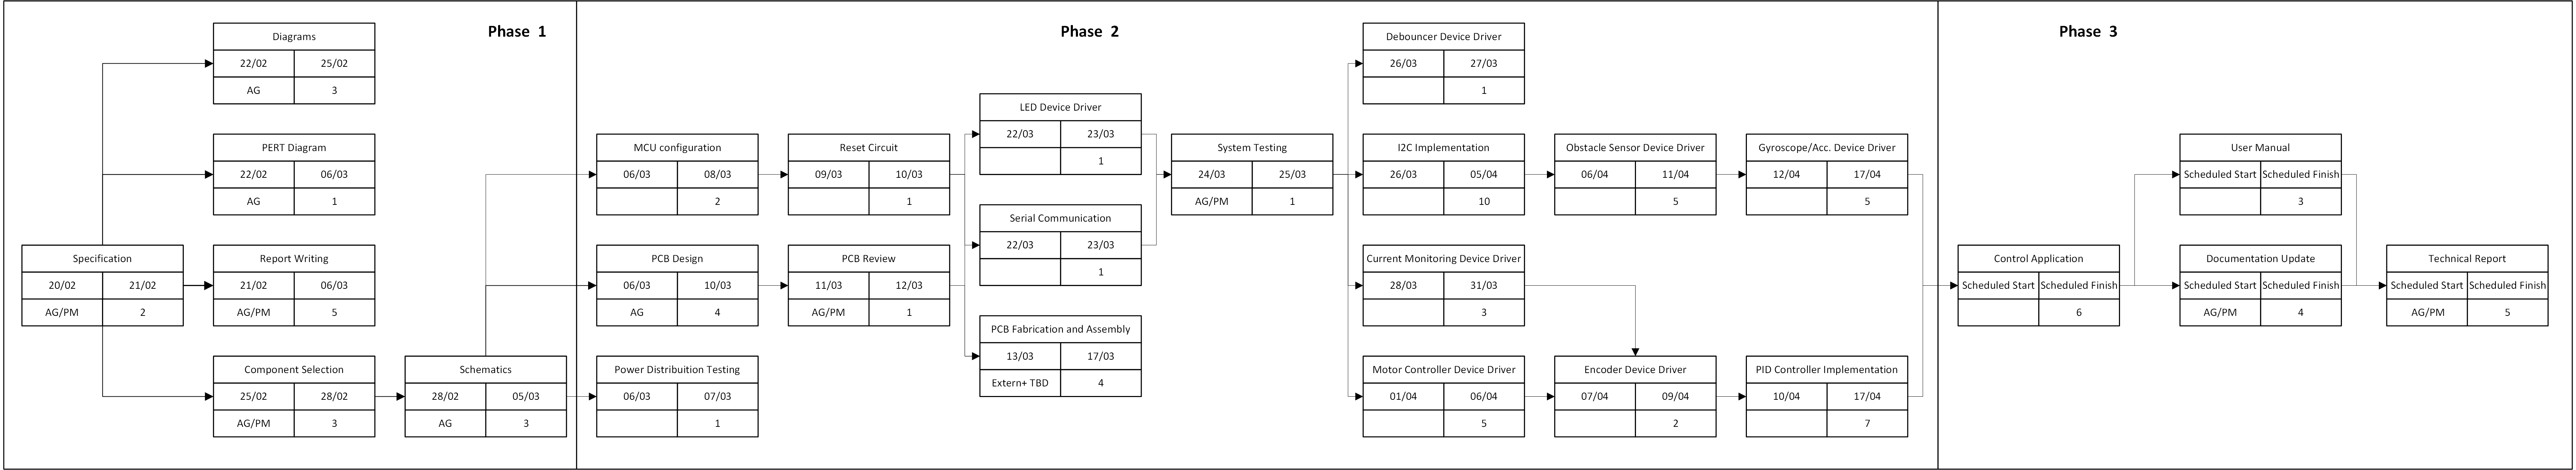 Phase 1
Diagrams
22/02 25/02
AG 3
PERT Diagram
22/02 06/03
AG 1
Specification
20/02 21/02
AG/PM 2
Report Writing
21/02 06/03
AG/PM 5
Component Selection
25/02 28/02
AG/PM 3
Schematics
28/02 05/03
AG 3
Phase 2
MCU configuration
06/03 08/03
2
Reset Circuit
09/03 10/03
1
PCB Design
06/03 10/03
AG 4
PCB Review
11/03 12/03
AG/PM 1
Power Distribuition Testing
06/03 07/03
1
LED Device Driver
22/03 23/03
1
Serial Communication
22/03 23/03
1
PCB Fabrication and Assembly
13/03 17/03
Extern+ TBD 4
System Testing
24/03 25/03
AG/PM 1
Debouncer Device Driver
26/03 27/03
1
I2C Implementation
26/03 05/04
10
Obstacle Sensor Device Driver
06/04 11/04
5
Gyroscope/Acc. Device Driver
12/04 17/04
5
Current Monitoring Device Driver
28/03 31/03
3
Motor Controller Device Driver
01/04 06/04
5
Encoder Device Driver
07/04 09/04
2
PID Controller Implementation
10/04 17/04
7
Phase 3
Control Application
Scheduled Start Scheduled Finish
6
User Manual
Scheduled Start Scheduled Finish
3
Documentation Update
Scheduled Start Scheduled Finish
AG/PM 4
Technical Report
Scheduled Start Scheduled Finish
AG/PM 5